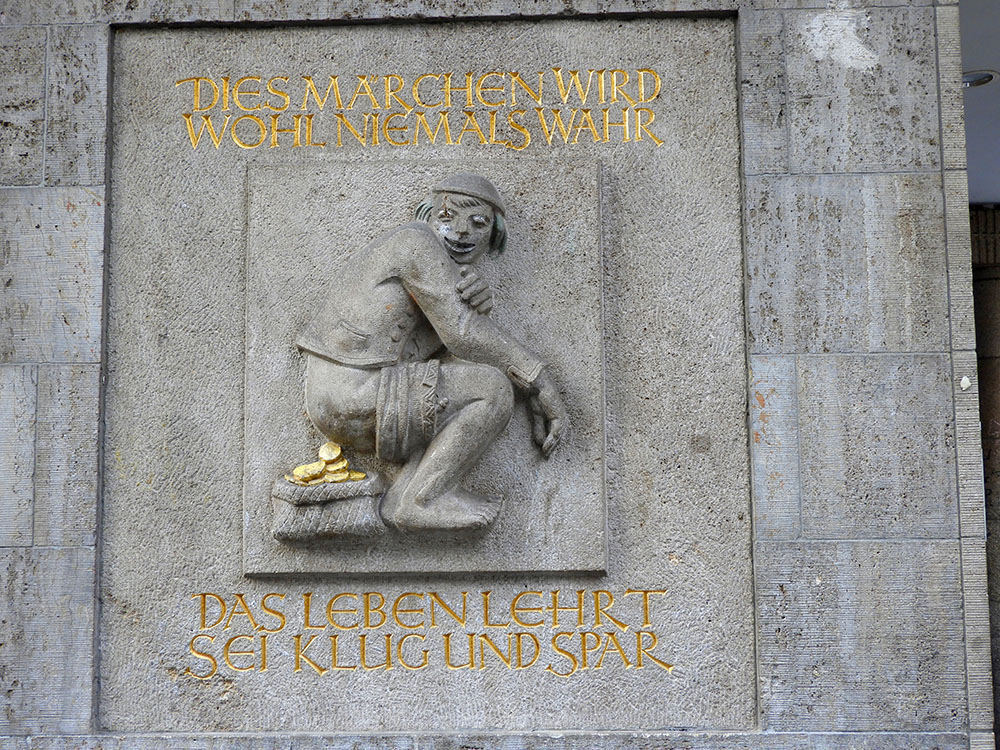 DIES MÄRCHEN WIRD
WOHL NIEMALS WAHR
DAS LEBEN LEHRT
SEI KLUG UND SPAR